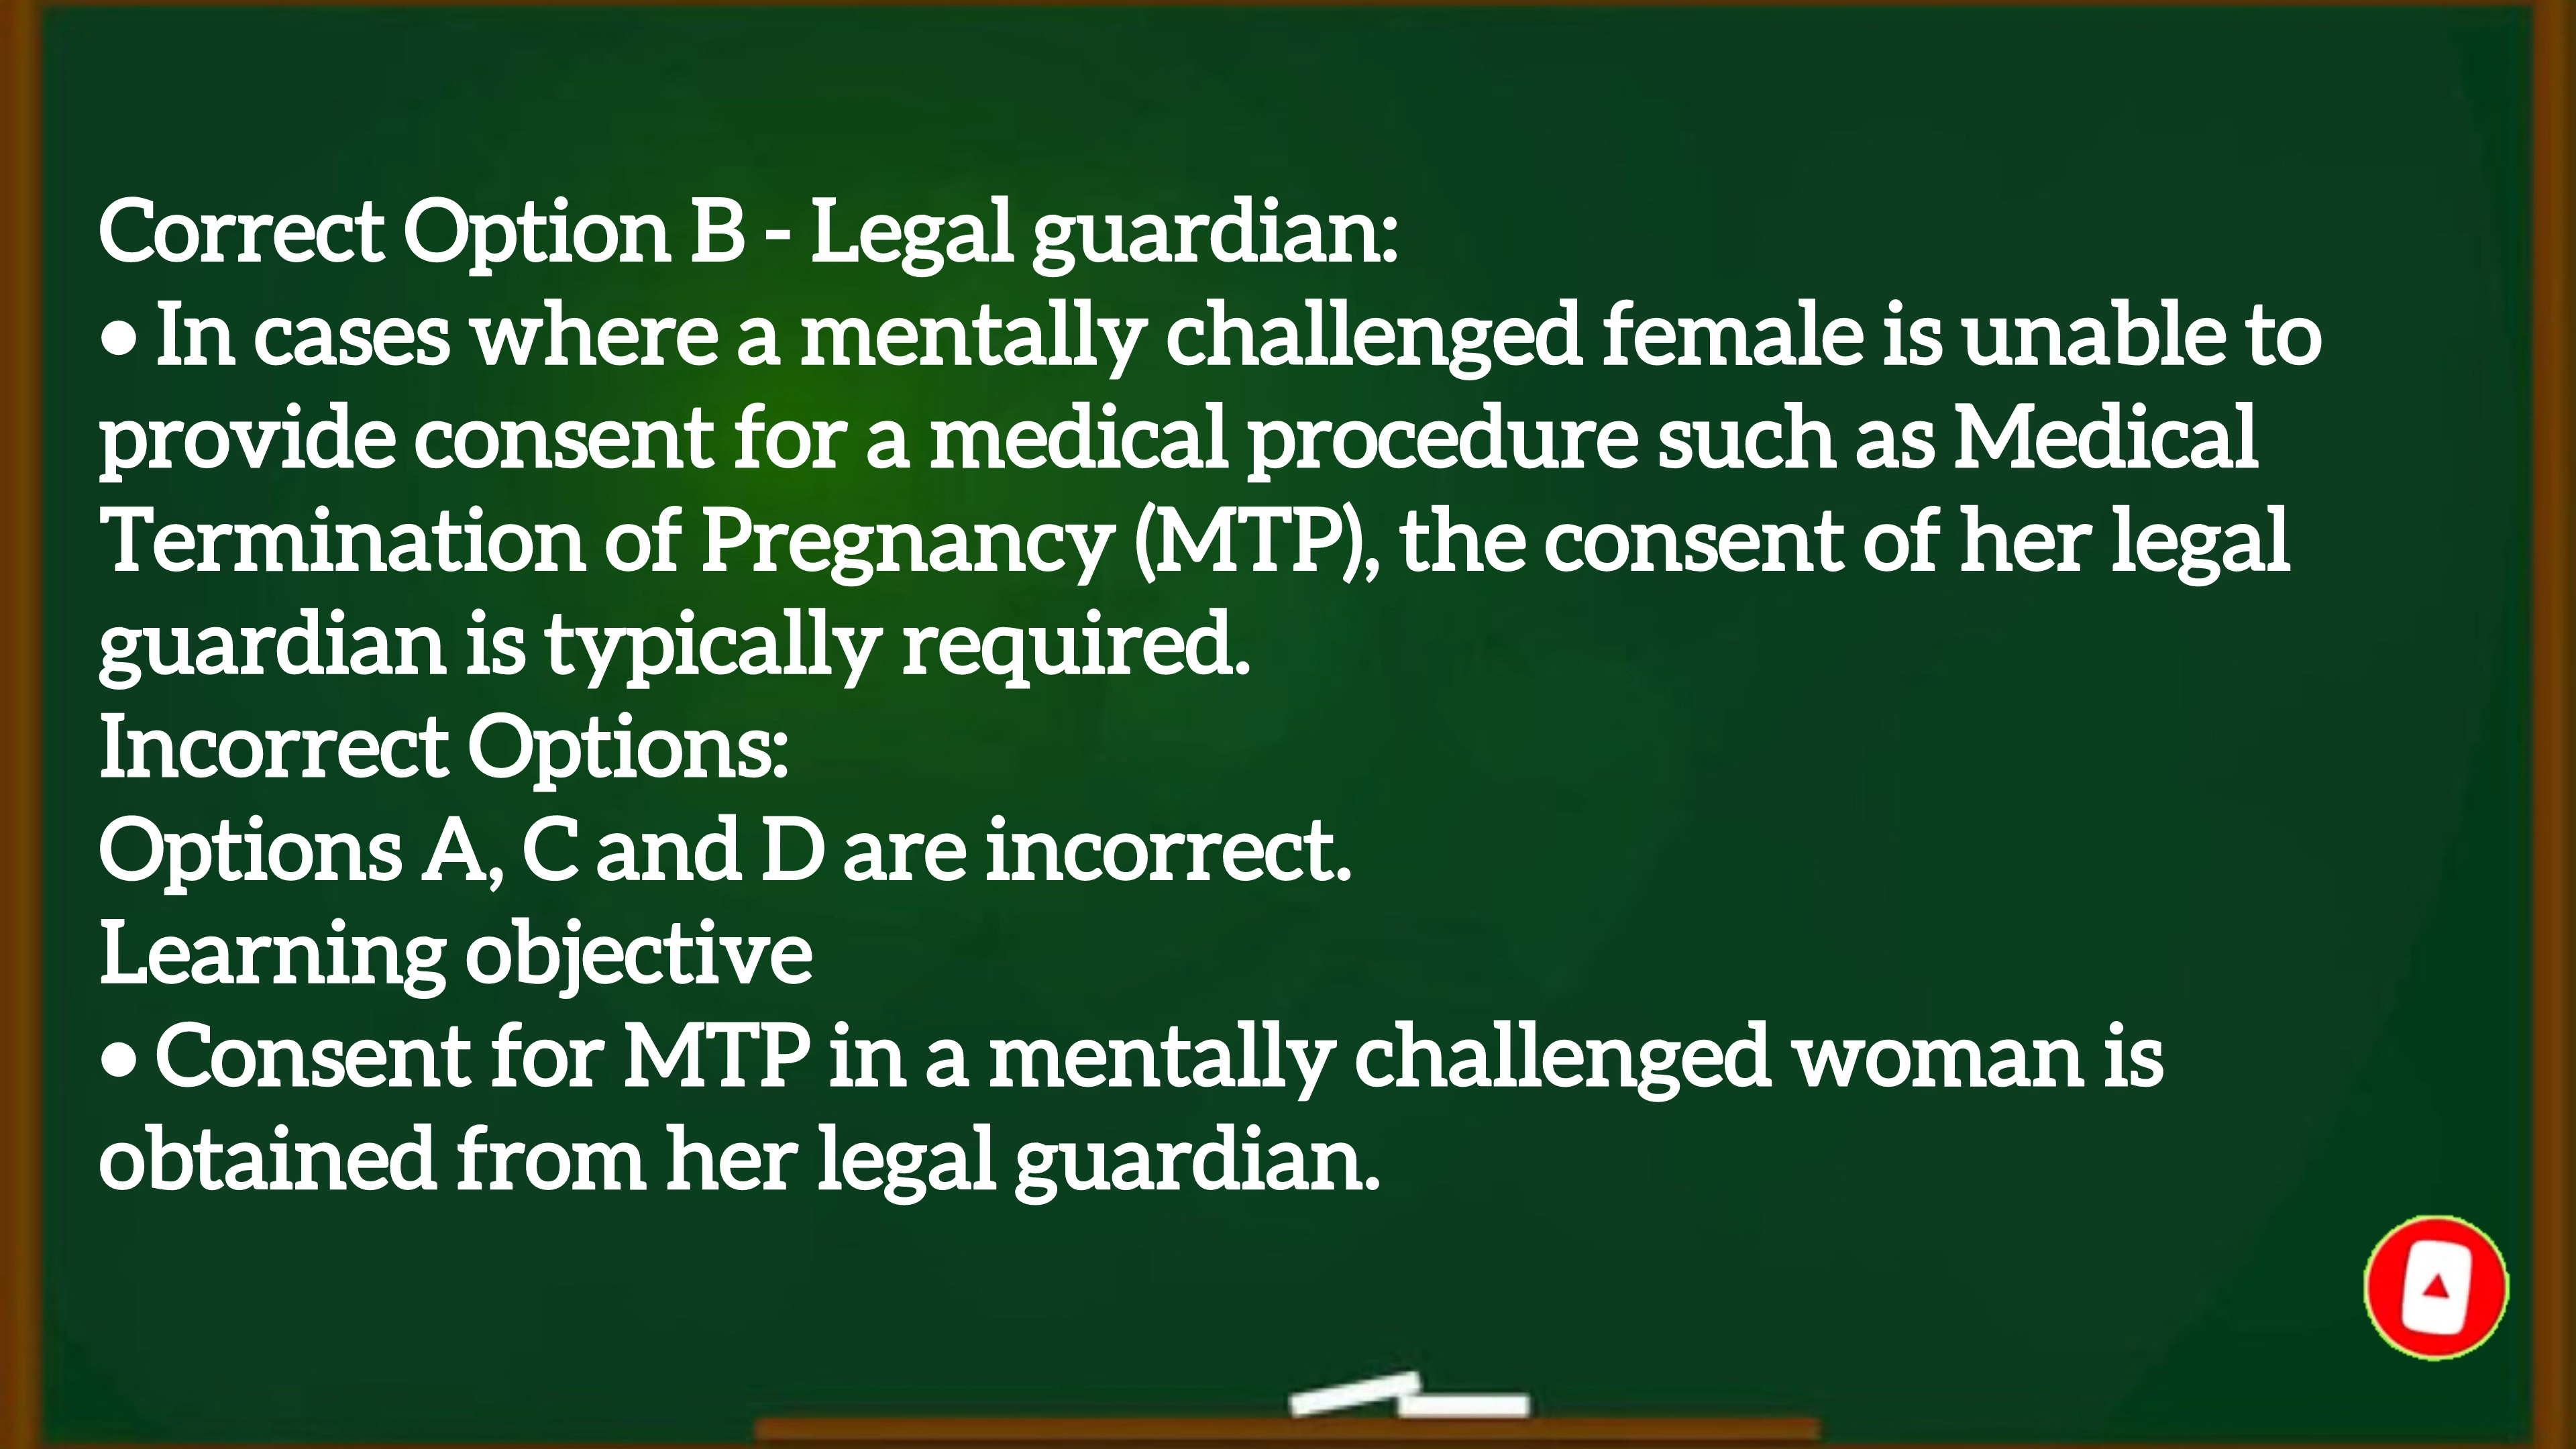 Correct Option B - Legal guardian:
• In cases where a mentally challenged female is unable to
provide consent for a medical procedure such as Medical
Termination of Pregnancy (MTP), the consent of her legal
guardian is typically required.
Incorrect Options:
Options A, C and D are incorrect.
Learning objective
• Consent for MTP in a mentally challenged woman is
obtained from her legal guardian.